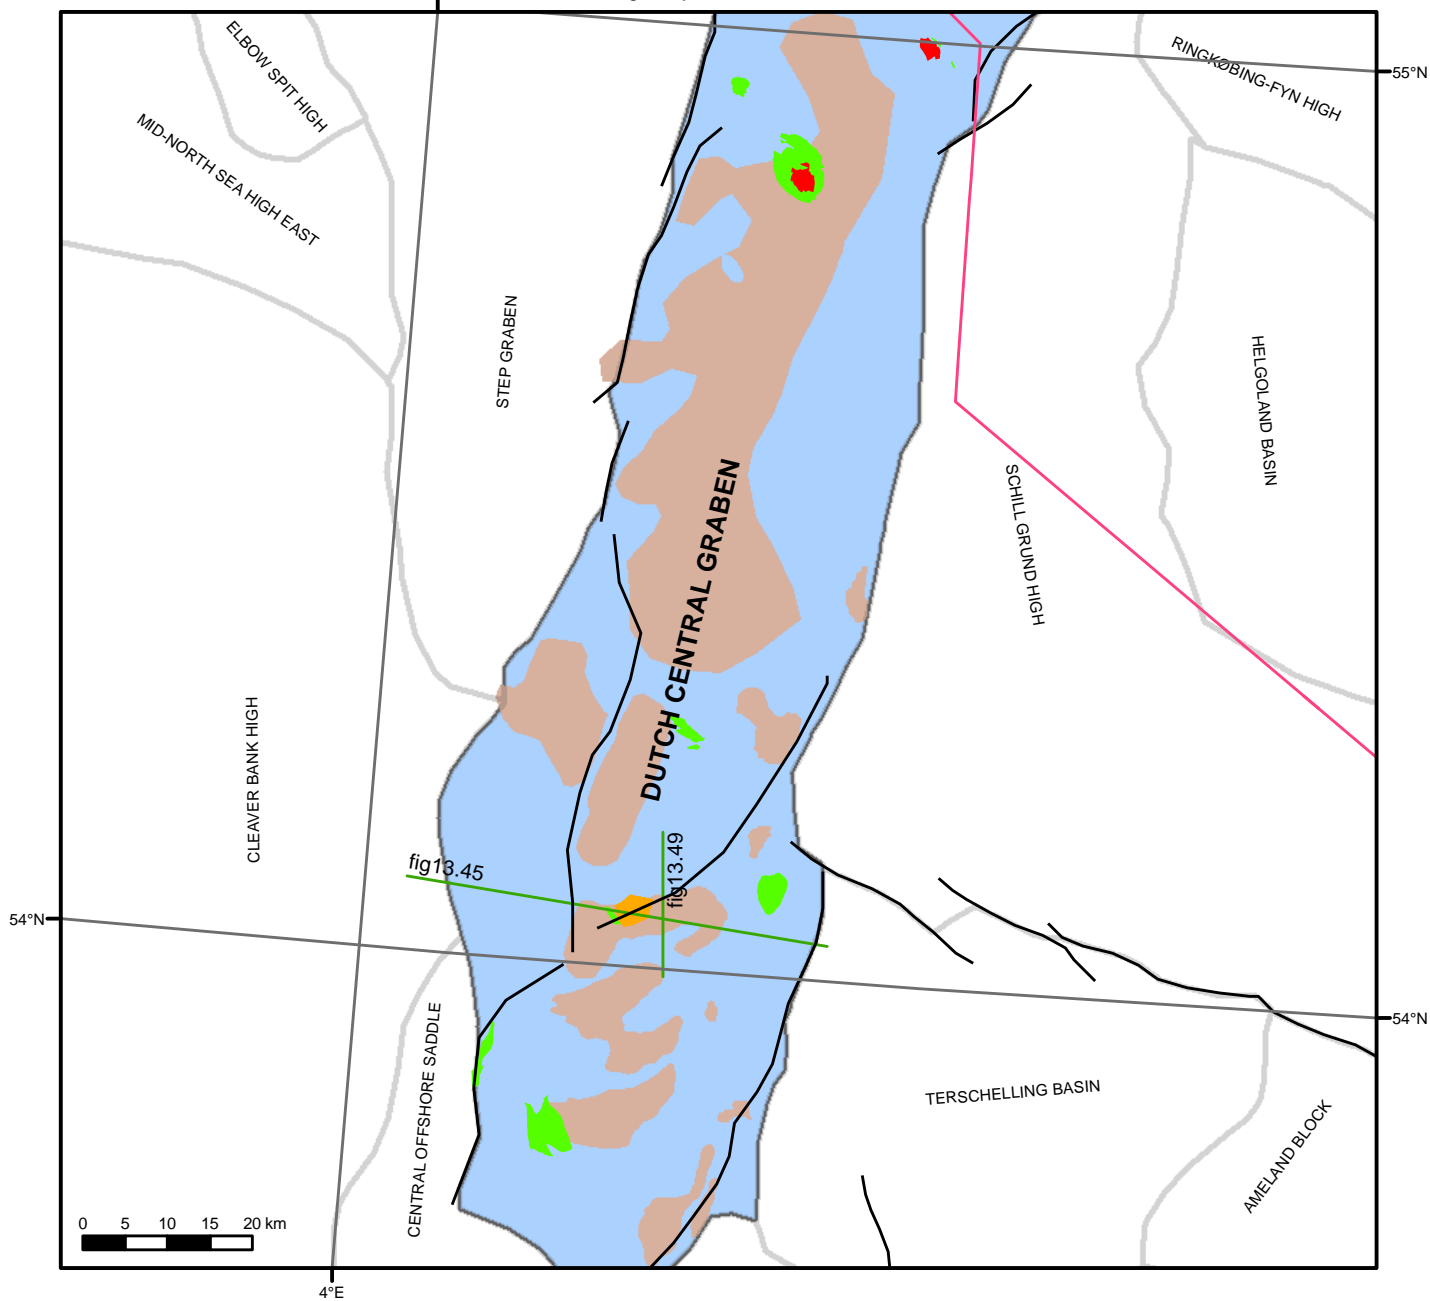 ELBOW SPIT HIGH
RINGKØBING-FYN HIGH
55°N
MID-NORTH SEA HIGH EAST
STEP GRABEN
HELGOLAND BASIN
SCHILL GRUND HIGH
DUTCH CENTRAL GRABEN
CLEAVER BANK HIGH
fig13.45
fig13.49
54°N
54°N
CENTRAL OFFSHORE SADDLE
TERSCHELLING BASIN
AMELAND BLOCK
0 5 10 15 20 km
4°E